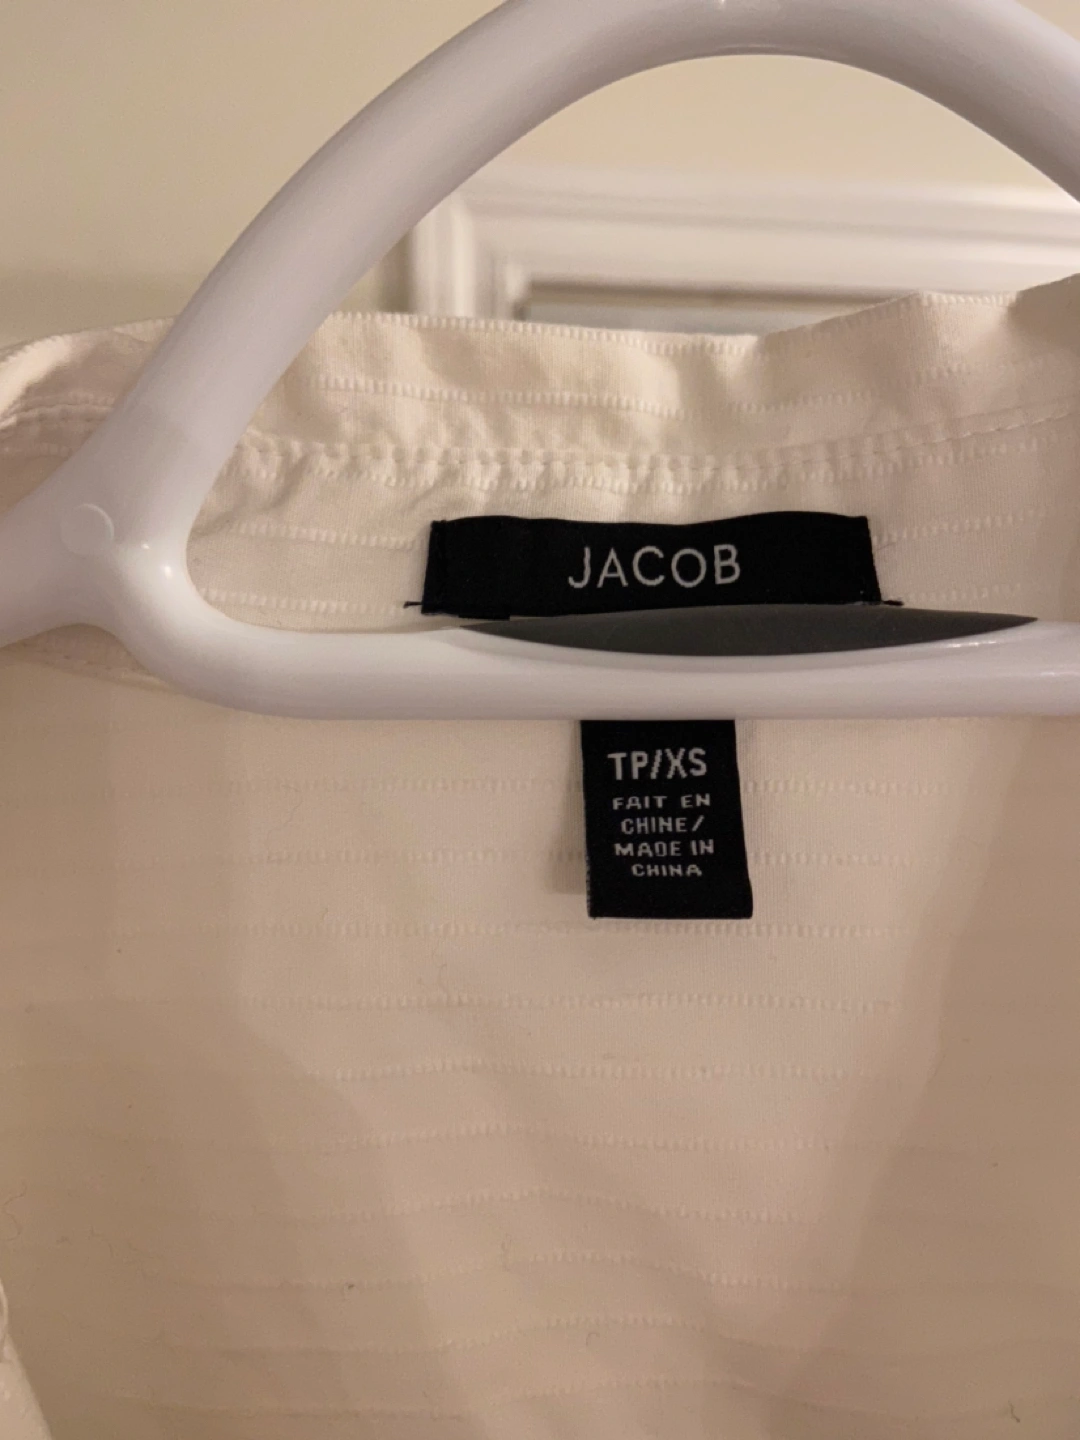 JACOB
TP/XS
FAIT EN
CHINE/
MADE IN
CHINA